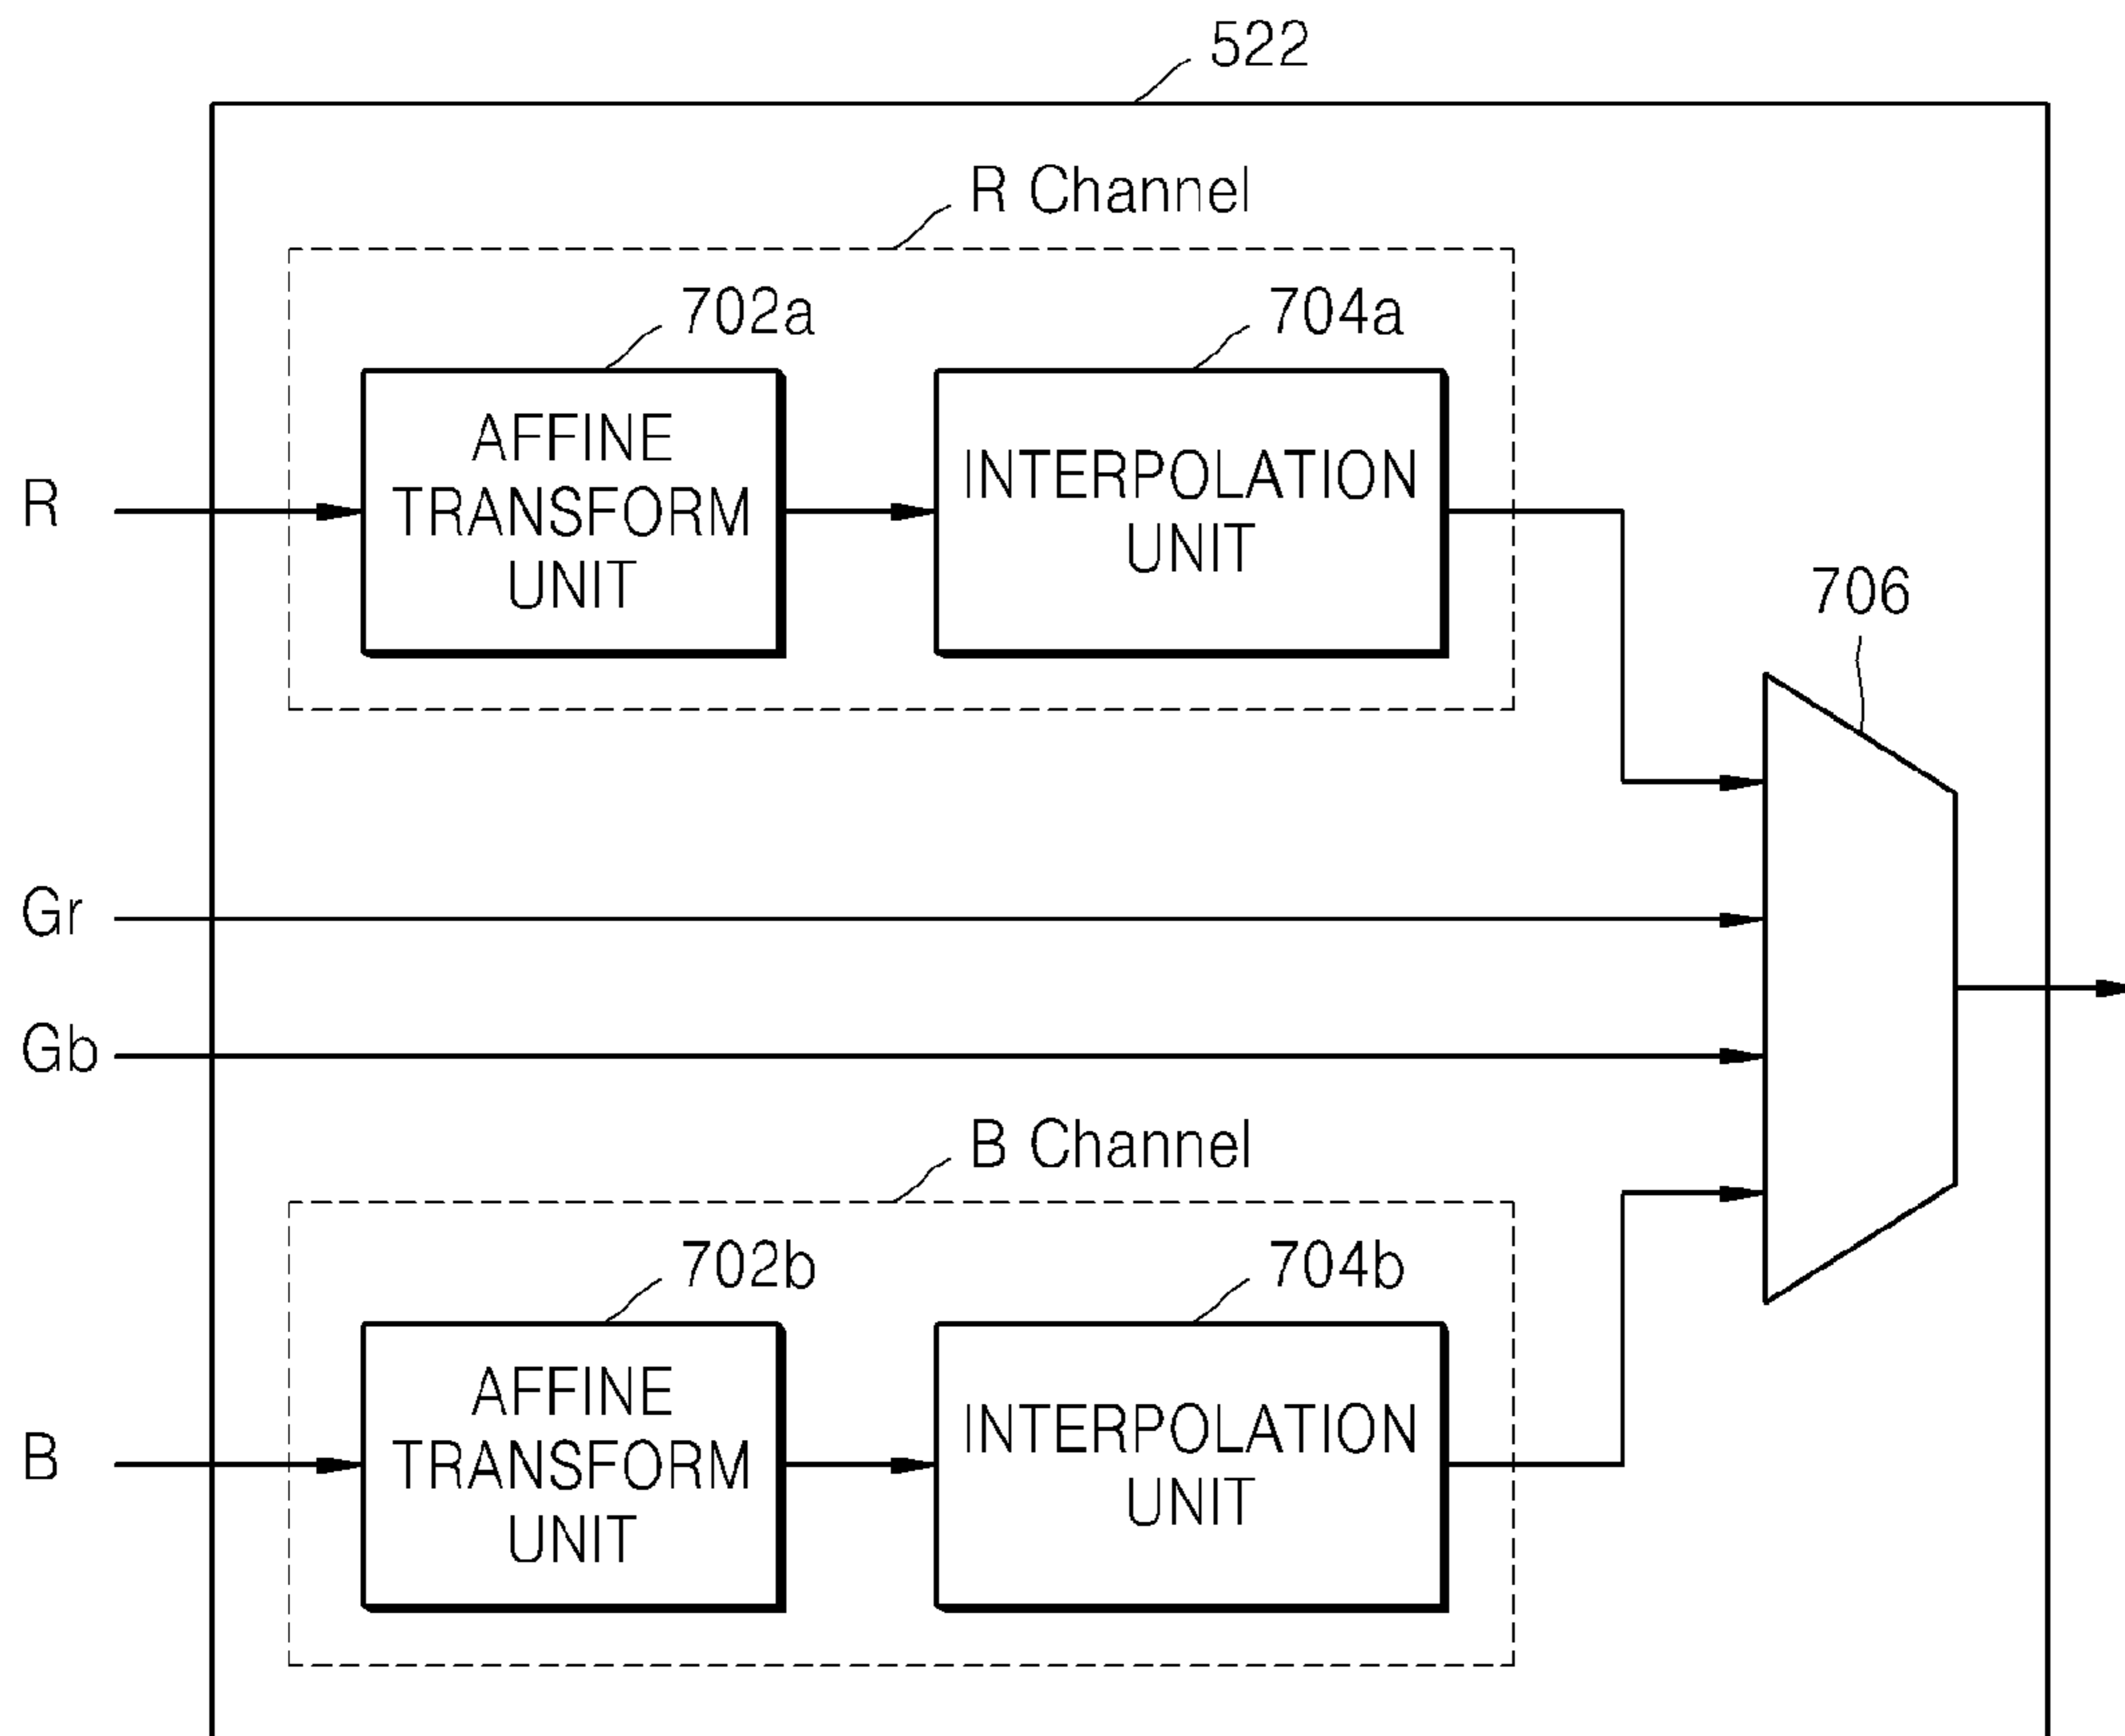 522
R Channel
702a
704a
AFFINE
TRANSFORM
UNIT
INTERPOLATION
UNIT
R
706
Gr
Gb
B Channel
702b
704b
AFFINE
TRANSFORM
UNIT
INTERPOLATION
UNIT
B